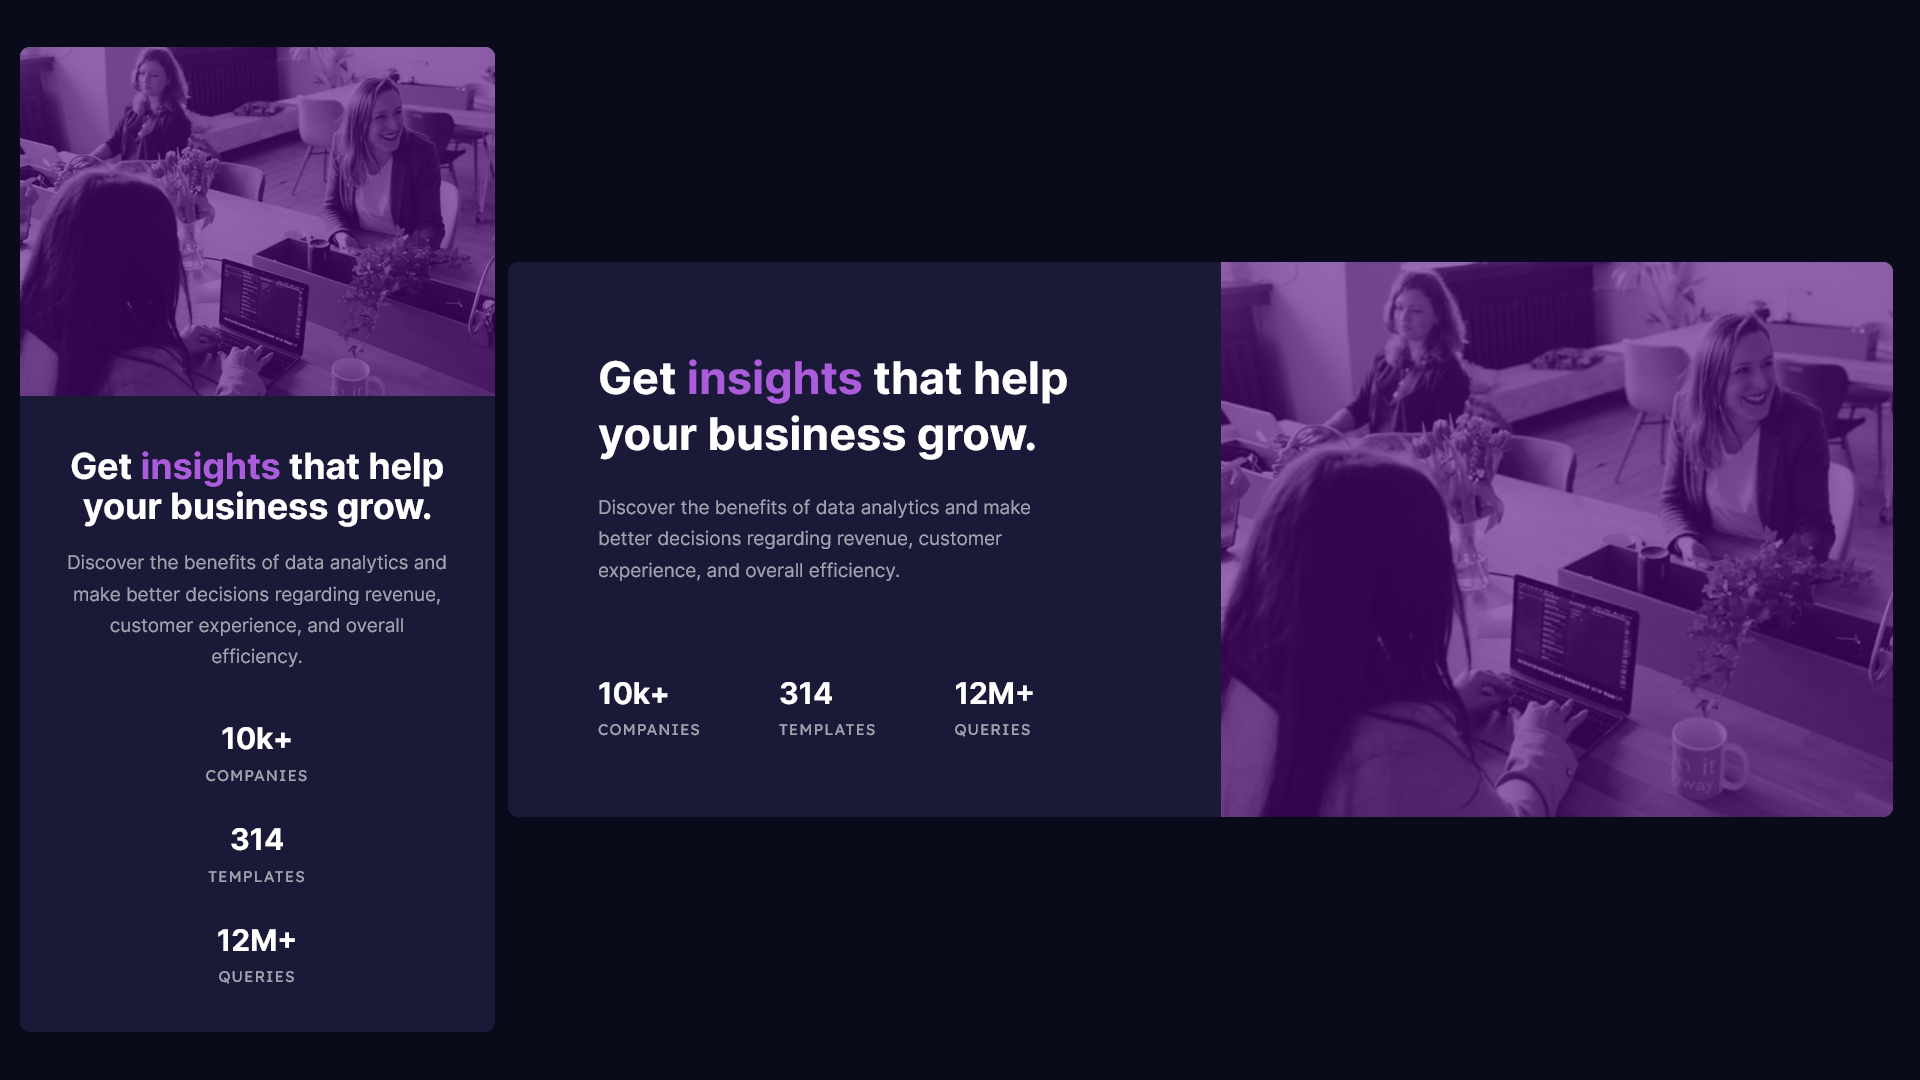 Get insights that help
your business grow.
Discover the benefits of data analytics and
make better decisions regarding revenue,
customer experience, and overall
efficiency.
10k+
COMPANIES
314
TEMPLATES
12M+
QUERIES
Get insights that help
your business grow.
Discover the benefits of data analytics and make
better decisions regarding revenue, customer
experience, and overall efficiency.
10k+ 314 12M+
COMPANIES TEMPLATES QUERIES